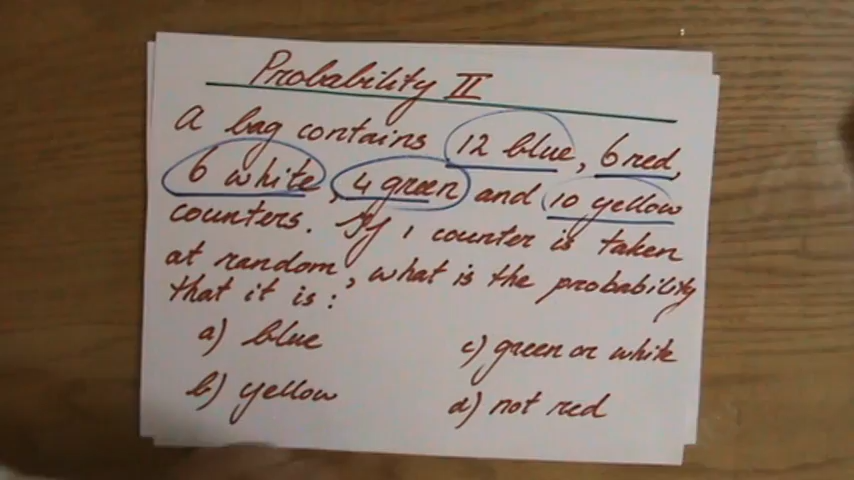 Probability II
A bag contains 12 blue, 6 red,
6 white, 4 green and 10 yellow
counters. If 1 counter is taken
at random, what is the probability
that it is:
a) blue
b) yellow
c) green or white
d) not red